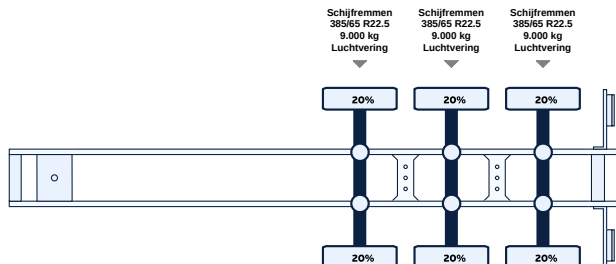 Schijfremmen Schijfremmen Schijfremmen
385/65 R22.5 385/65 R22.5 385/65 R22.5
9.000 kg 9.000 kg 9.000 kg
Luchtvering Luchtvering Luchtvering
20% 20% 20%
20% 20% 20%